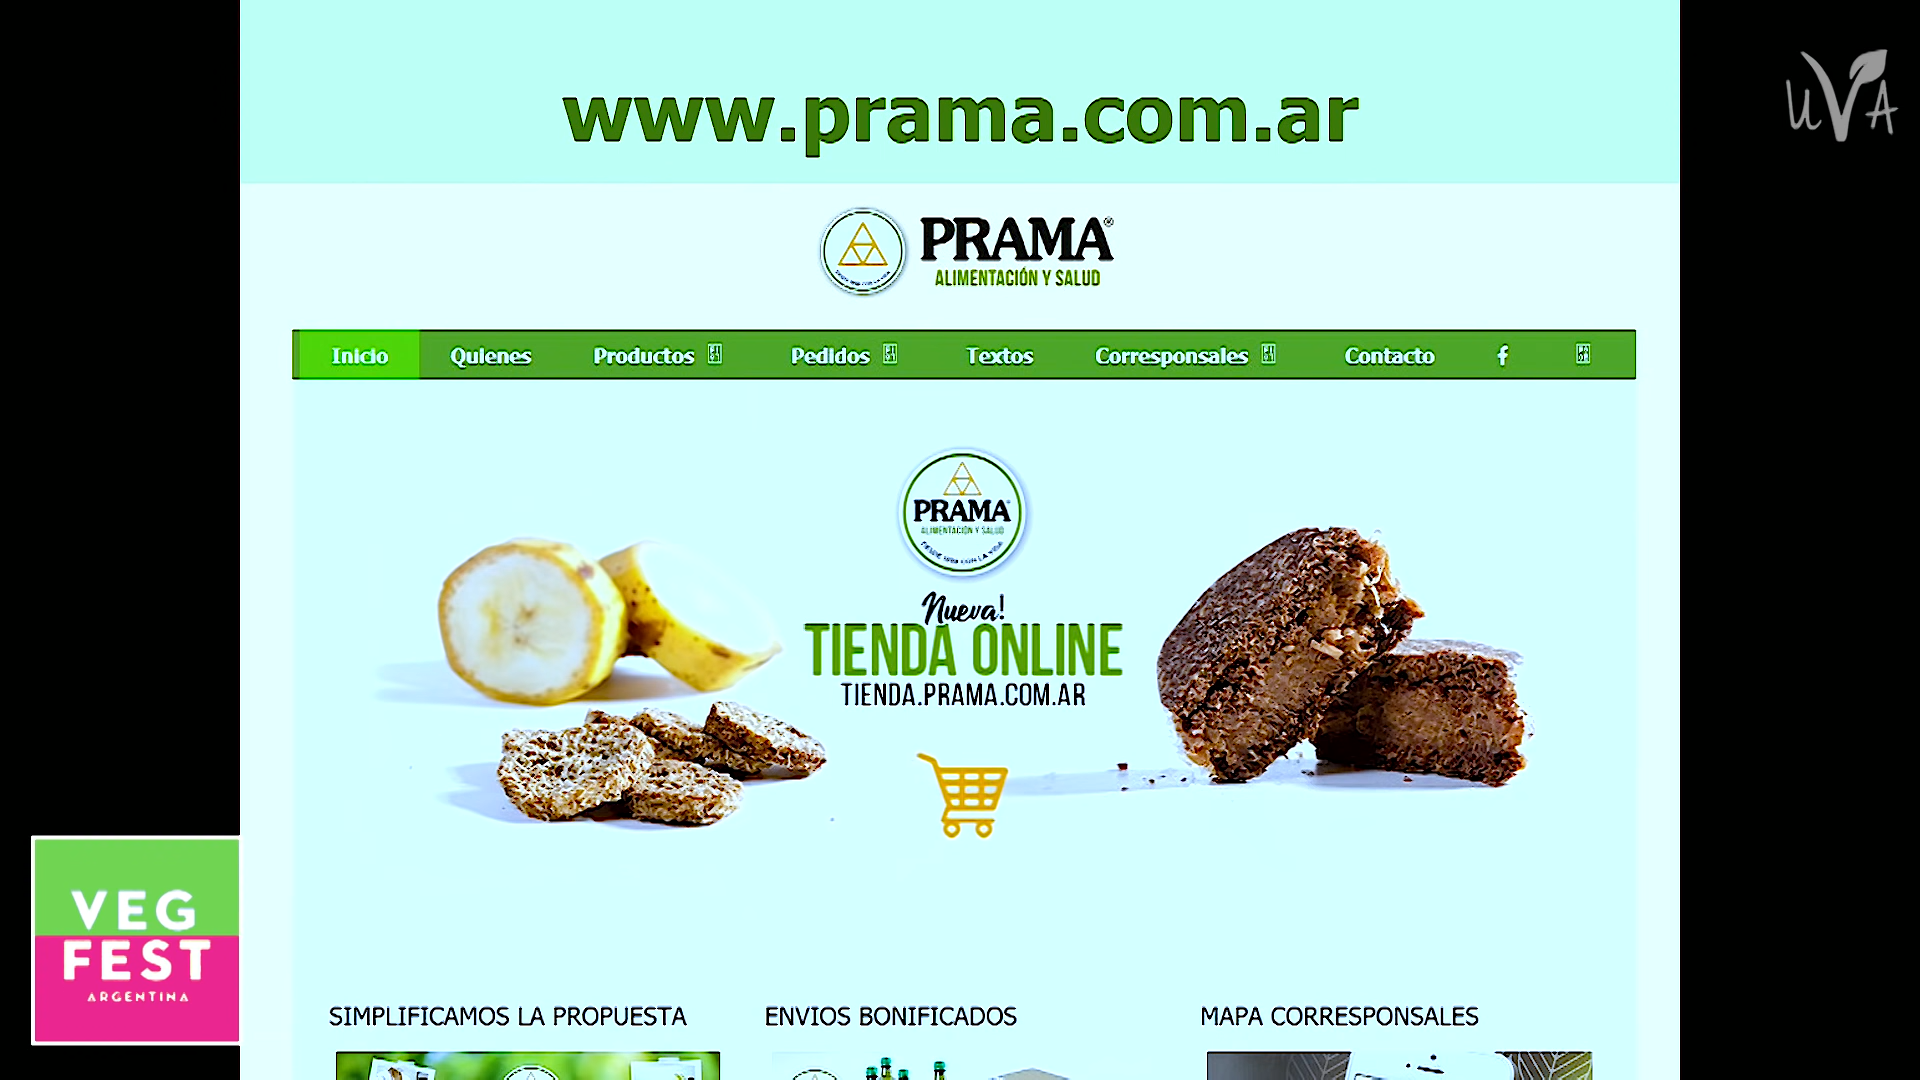 www.prama.com.ar
UVA
PRAMA®
ALIMENTACIÓN Y SALUD
Inicio Quienes Productos Pedidos Textos Corresponsales Contacto f
PRAMA
ALIMENTACIÓN Y SALUD
Nueva!
TIENDA ONLINE
TIENDA.PRAMA.COM.AR
VEG
FEST
ARGENTINA
SIMPLIFICAMOS LA PROPUESTA
ENVIOS BONIFICADOS
MAPA CORRESPONSALES